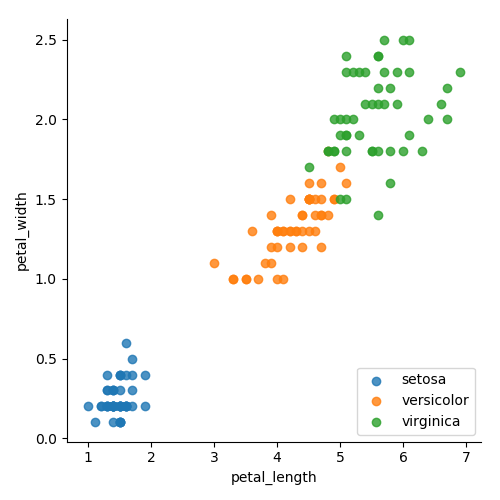 2.5
2.0
1.5
1.0
0.5
0.0
petal_width
setosa
versicolor
virginica
1 2 3 4 5 6 7
petal_length